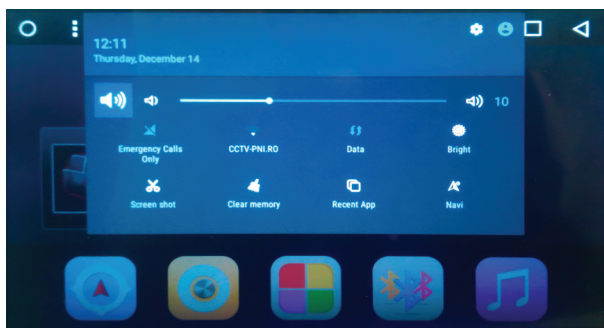 12:11
Thursday, December 14
10
Emergency Calls
Only
CCTV-PNI.RO
Data
Bright
Screen shot
Clear memory
Recent App
Navi